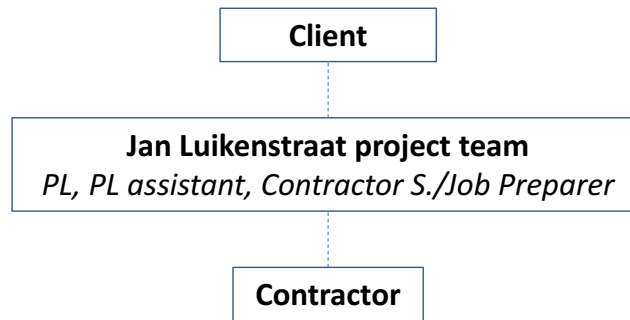 Client
Jan Luikenstraat project team
PL, PL assistant, Contractor S./Job Preparer
Contractor